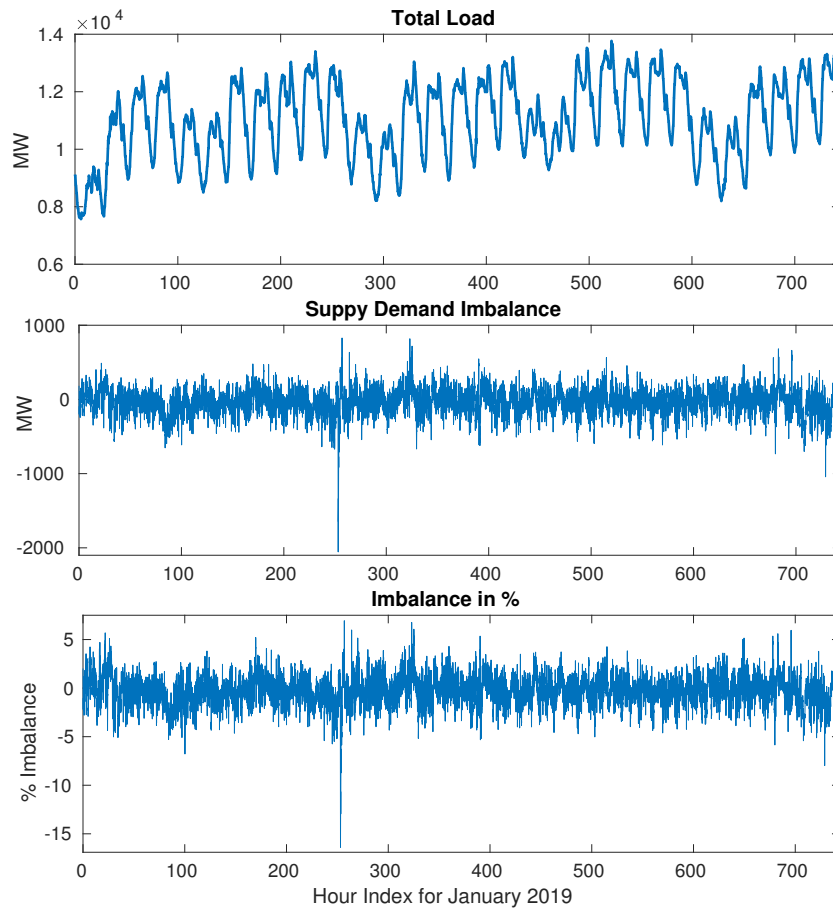 Total Load
×10^4
1.4
1.2
1
0.8
0.6
MW
0 100 200 300 400 500 600 700
Suppy Demand Imbalance
1000
0
-1000
-2000
MW
100 200 300 400 500 600 700
Imbalance in %
5
0
-5
-10
-15
% Imbalance
0 100 200 300 400 500 600 700
Hour Index for January 2019